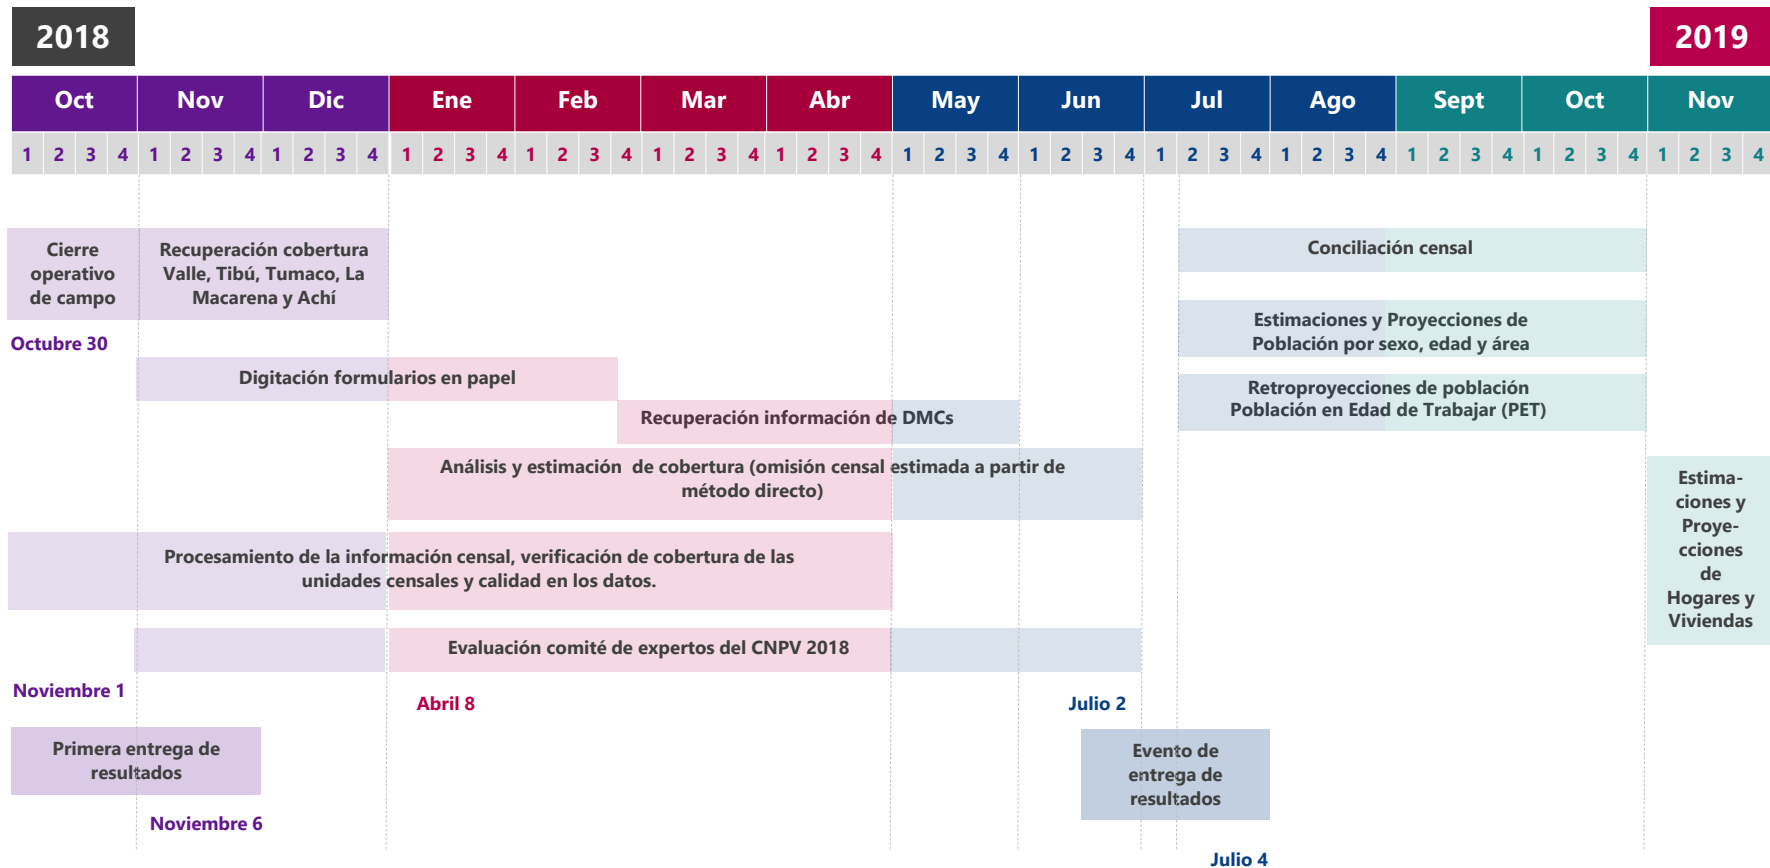 2018
2019
Oct Nov Dic Ene Feb Mar Abr May Jun Jul Ago Sept Oct Nov
1 2 3 4 1 2 3 4 1 2 3 4 1 2 3 4 1 2 3 4 1 2 3 4 1 2 3 4 1 2 3 4 1 2 3 4 1 2 3 4 1 2 3 4 1 2 3 4 1 2 3 4 1 2 3 4
Cierre
operativo
de campo
Octubre 30
Recuperación cobertura
Valle, Tibú, Tumaco, La
Macarena y Achí
Conciliación censal
Estimaciones y Proyecciones de
Población por sexo, edad y área
Retroproyecciones de población
Población en Edad de Trabajar (PET)
Digitación formularios en papel
Recuperación información de DMCs
Análisis y estimación de cobertura (omisión censal estimada a partir de
método directo)
Estima-
ciones y
Proye-
cciones
de
Hogares y
Viviendas
Procesamiento de la información censal, verificación de cobertura de las
unidades censales y calidad en los datos.
Evaluación comité de expertos del CNPV 2018
Noviembre 1
Abril 8
Julio 2
Primera entrega de
resultados
Noviembre 6
Evento de
entrega de
resultados
Julio 4